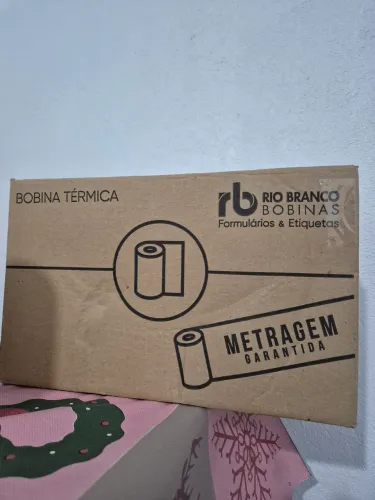 BOBINA TÉRMICA
rb RIO BRANCO
BOBINAS
Formulários & Etiquetas
METRAGEM
GARANTIDA